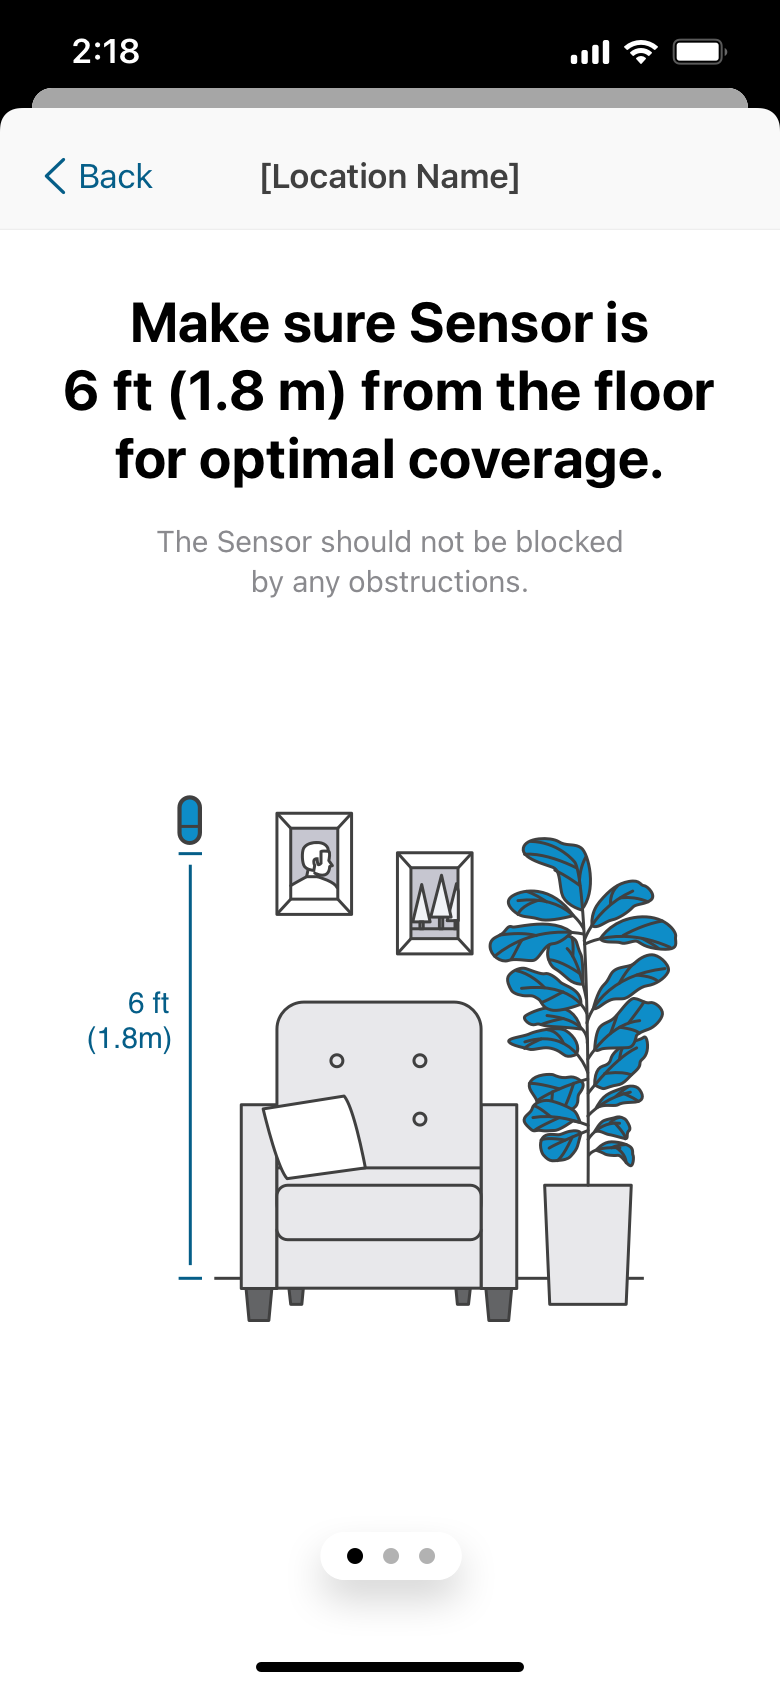 2:18
Back
[Location Name]
Make sure Sensor is
6 ft (1.8 m) from the floor
for optimal coverage.
The Sensor should not be blocked
by any obstructions.
6 ft
(1.8m)